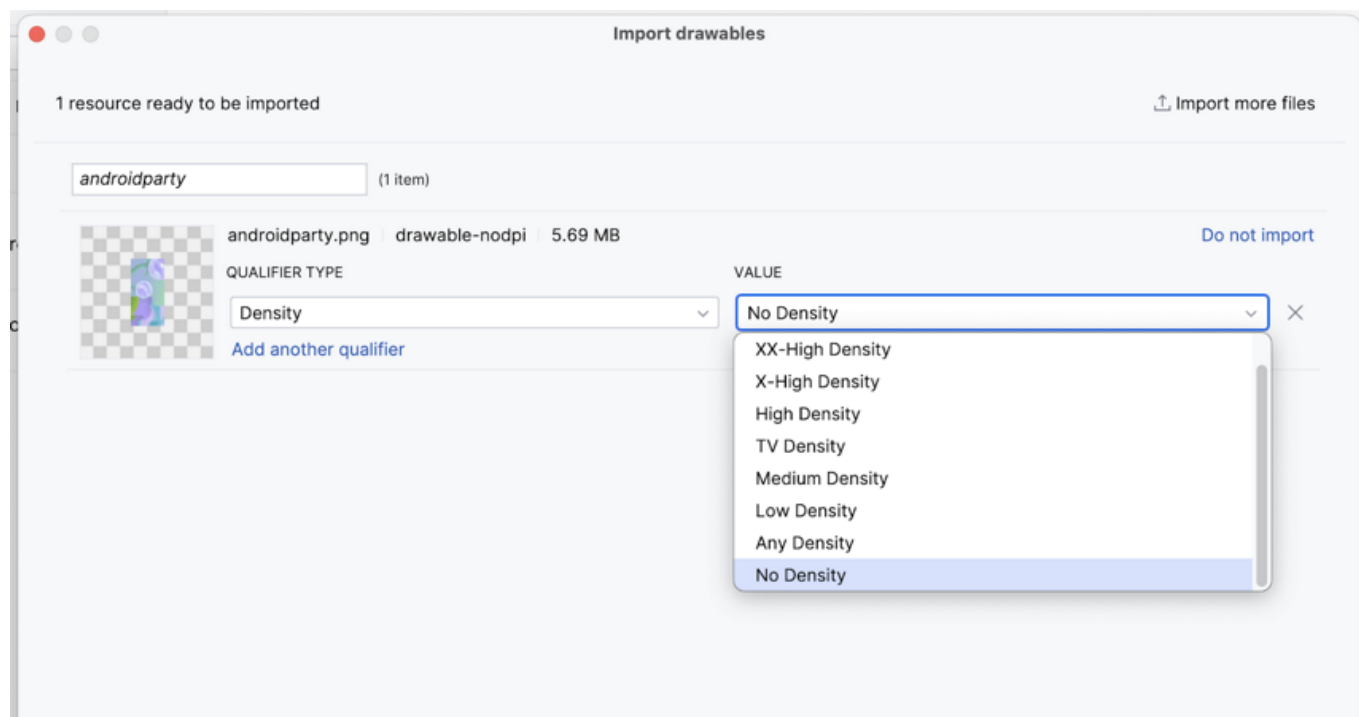 Import drawables
1 resource ready to be imported
Import more files
androidparty (1 item)
androidparty.png drawable-nodpi 5.69 MB Do not import
QUALIFIER TYPE VALUE
Density No Density
Add another qualifier
XX-High Density
X-High Density
High Density
TV Density
Medium Density
Low Density
Any Density
No Density